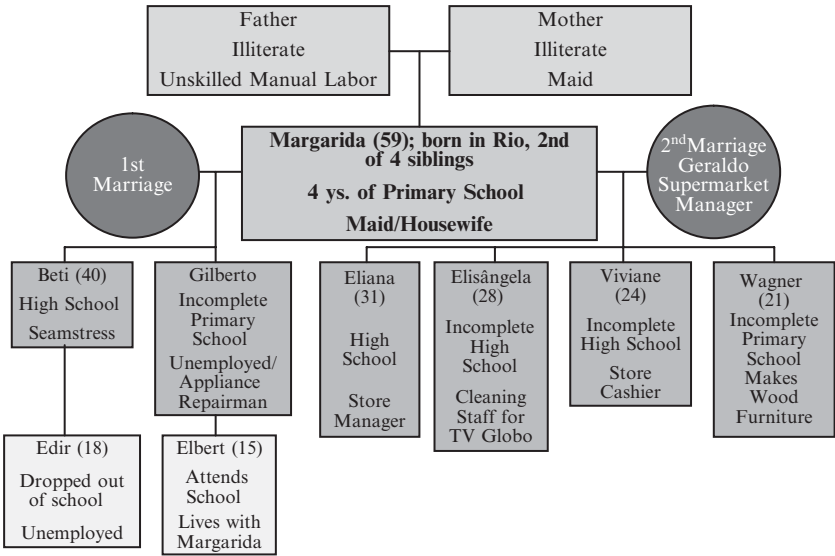 Father
Illiterate
Unskilled Manual Labor
Mother
Illiterate
Maid
1st
Marriage
Margarida (59); born in Rio, 2nd
of 4 siblings
4 ys. of Primary School
Maid/Housewife
2nd Marriage
Geraldo
Supermarket
Manager
Beti (40)
High School
Seamstress
Gilberto
Incomplete
Primary
School
Unemployed/
Appliance
Repairman
Eliana
(31)
High
School
Store
Manager
Elisângela
(28)
Incomplete
High
School
Cleaning
Staff for
TV Globo
Viviane
(24)
Incomplete
High School
Store
Cashier
Wagner
(21)
Incomplete
Primary
School
Makes
Wood
Furniture
Edir (18)
Dropped out
of school
Unemployed
Elbert (15)
Attends
School
Lives with
Margarida